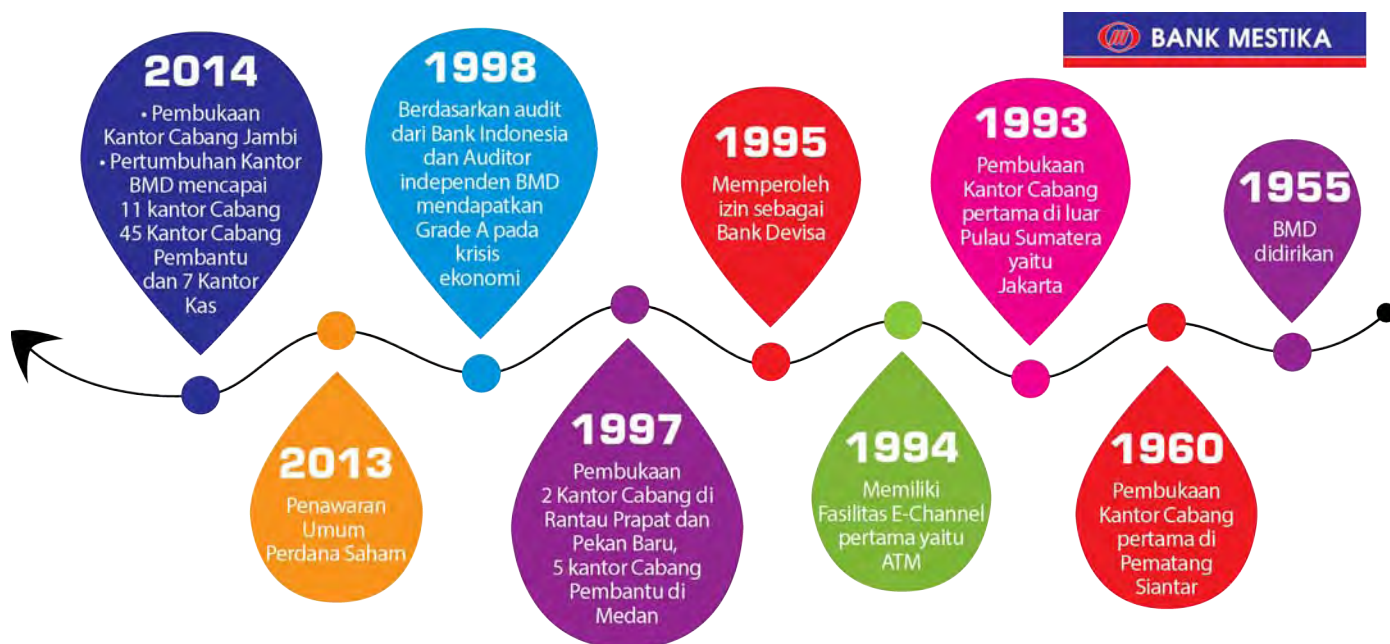 BANK MESTIKA
2014
• Pembukaan
Kantor Cabang Jambi
• Pertumbuhan Kantor
BMD mencapai
11 kantor Cabang
45 Kantor Cabang
Pembantu
dan 7 Kantor
Kas
2013
Penawaran
Umum
Perdana Saham
1998
Berdasarkan audit
dari Bank Indonesia
dan Auditor
independen BMD
mendapatkan
Grade A pada
krisis
ekonomi
1997
Pembukaan
2 Kantor Cabang di
Rantau Prapat dan
Pekan Baru,
5 kantor Cabang
Pembantu di
Medan
1995
Memperoleh
izin sebagai
Bank Devisa
1994
Memiliki
Fasilitas E-Channel
pertama yaitu
ATM
1993
Pembukaan
Kantor Cabang
pertama di luar
Pulau Sumatera
yaitu
Jakarta
1960
Pembukaan
Kantor Cabang
pertama di
Pematang
Siantar
1955
BMD
didirikan